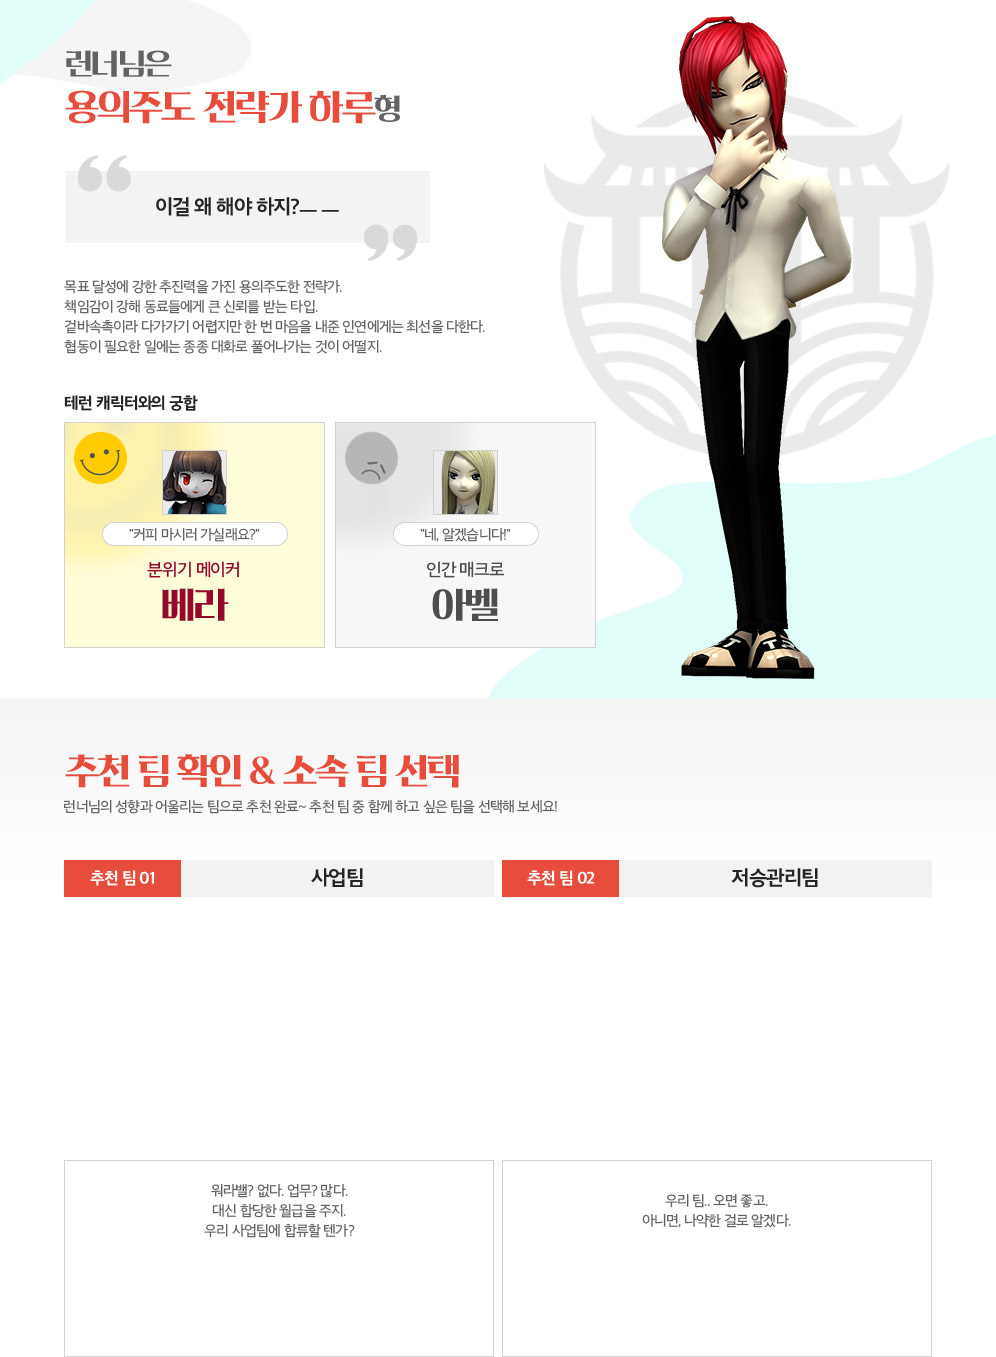 런너님은
용의주도 전략가 하루형
이걸 왜 해야 하지?ㅡ ㅡ
목표 달성에 강한 추진력을 가진 용의주도한 전략가.
책임감이 강해 동료들에게 큰 신뢰를 받는 타입.
겉바속촉이라 다가가기 어렵지만 한 번 마음을 내준 인연에게는 최선을 다한다.
협동이 필요한 일에는 종종 대화로 풀어나가는 것이 어떨지.
테런 캐릭터와의 궁합
"커피 마시러 가실래요?"
분위기 메이커
베라
"네, 알겠습니다!"
인간 매크로
아벨
추천 팀 확인 & 소속 팀 선택
런너님의 성향과 어울리는 팀으로 추천 완료~ 추천 팀 중 함께 하고 싶은 팀을 선택해 보세요!
추천 팀 01 사업팀
추천 팀 02 저승관리팀
워라밸? 없다. 업무? 많다.
대신 합당한 월급을 주지.
우리 사업팀에 합류할 텐가?
우리 팀.. 오면 좋고.
아니면, 나약한 걸로 알겠다.